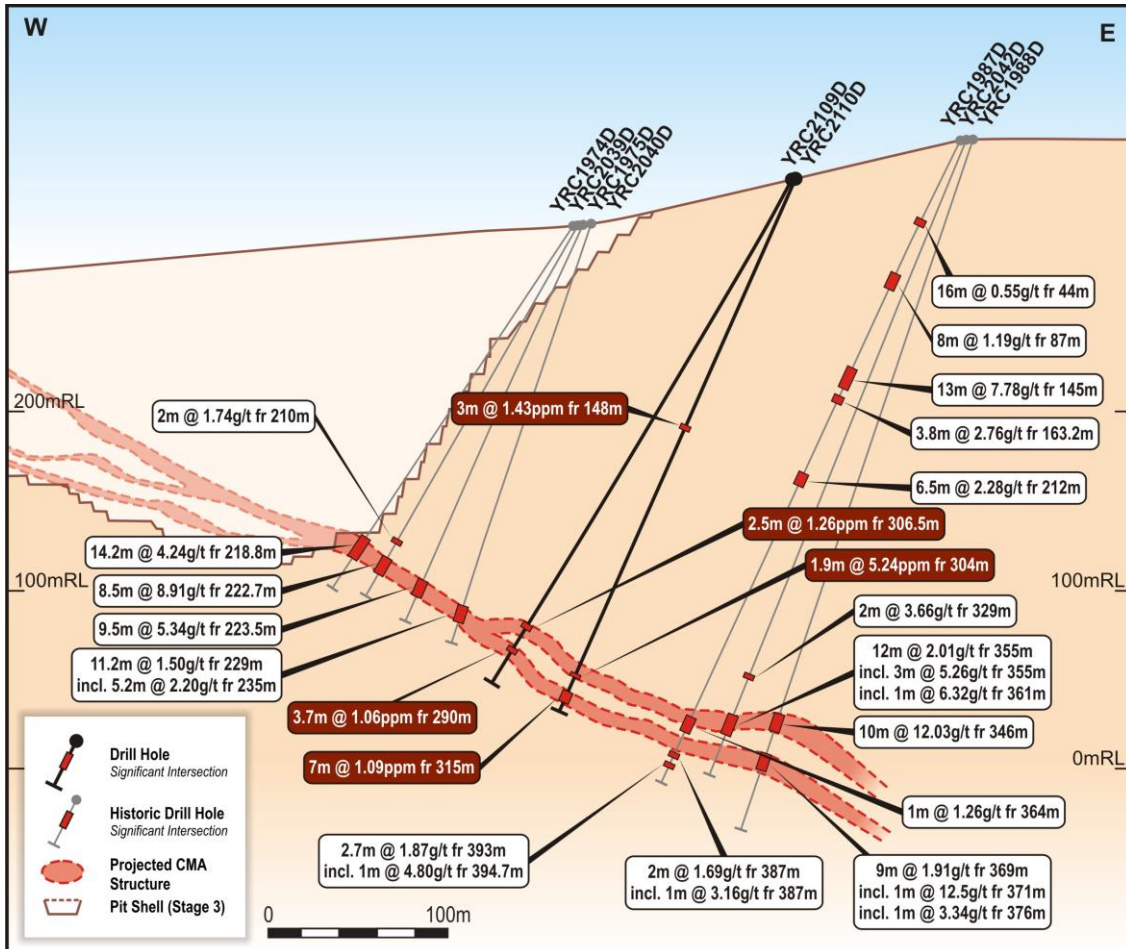 W
E
YRC1974D
YRC2039D
YRC1975D
YRC2040D
YRC2109D
YRC2110D
YRC1987D
YRC2042D
YRC1988D
16m @ 0.55g/t fr 44m
8m @ 1.19g/t fr 87m
13m @ 7.78g/t fr 145m
3.8m @ 2.76g/t fr 163.2m
6.5m @ 2.28g/t fr 212m
200mRL
2m @ 1.74g/t fr 210m
3m @ 1.43ppm fr 148m
2.5m @ 1.26ppm fr 306.5m
1.9m @ 5.24ppm fr 304m
14.2m @ 4.24g/t fr 218.8m
100mRL
100mRL
8.5m @ 8.91g/t fr 222.7m
9.5m @ 5.34g/t fr 223.5m
11.2m @ 1.50g/t fr 229m
incl. 5.2m @ 2.20g/t fr 235m
2m @ 3.66g/t fr 329m
12m @ 2.01g/t fr 355m
incl. 3m @ 5.26g/t fr 355m
incl. 1m @ 6.32g/t fr 361m
3.7m @ 1.06ppm fr 290m
10m @ 12.03g/t fr 346m
7m @ 1.09ppm fr 315m
0mRL
1m @ 1.26g/t fr 364m
2.7m @ 1.87g/t fr 393m
incl. 1m @ 4.80g/t fr 394.7m
2m @ 1.69g/t fr 387m
incl. 1m @ 3.16g/t fr 387m
9m @ 1.91g/t fr 369m
incl. 1m @ 12.5g/t fr 371m
incl. 1m @ 3.34g/t fr 376m
Drill Hole
Significant Intersection
Historic Drill Hole
Significant Intersection
Projected CMA
Structure
Pit Shell (Stage 3)
0
100m